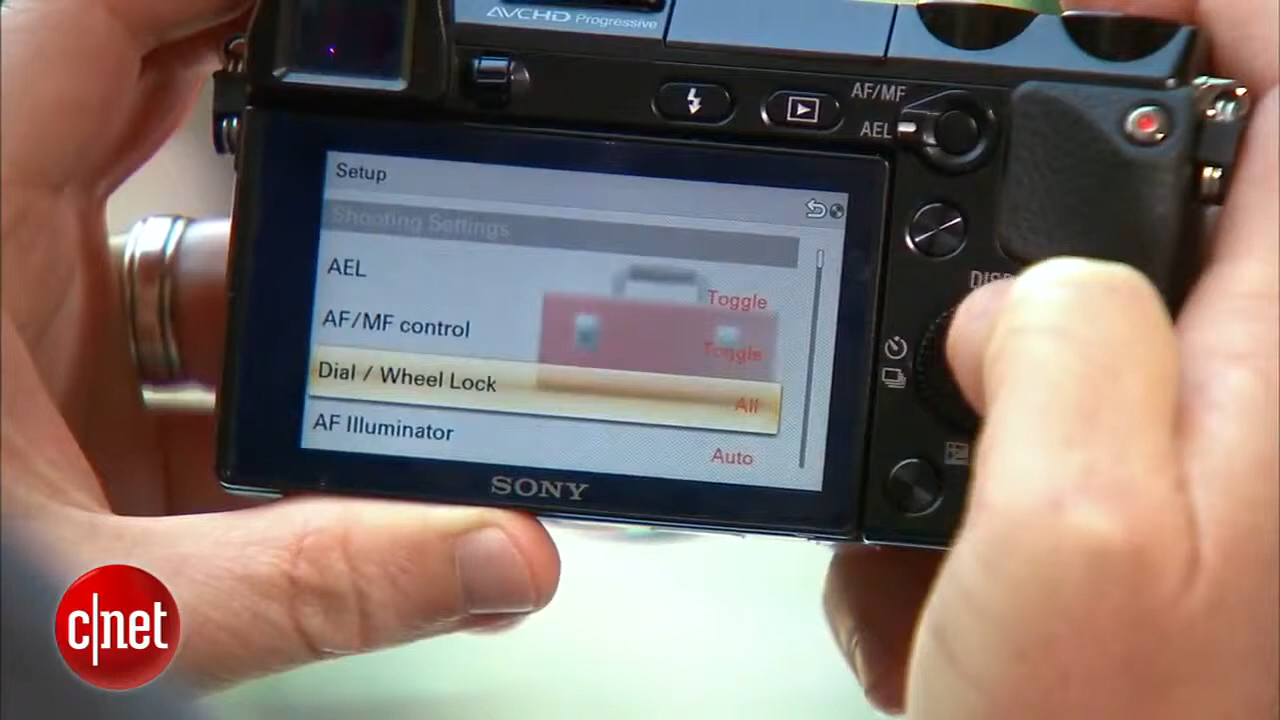 AVCHD Progressive
AF/MF
AEL
Setup
Shooting Settings
AEL
Toggle
AF/MF control
Toggle
Dial / Wheel Lock
All
AF Illuminator
Auto
SONY
c|net